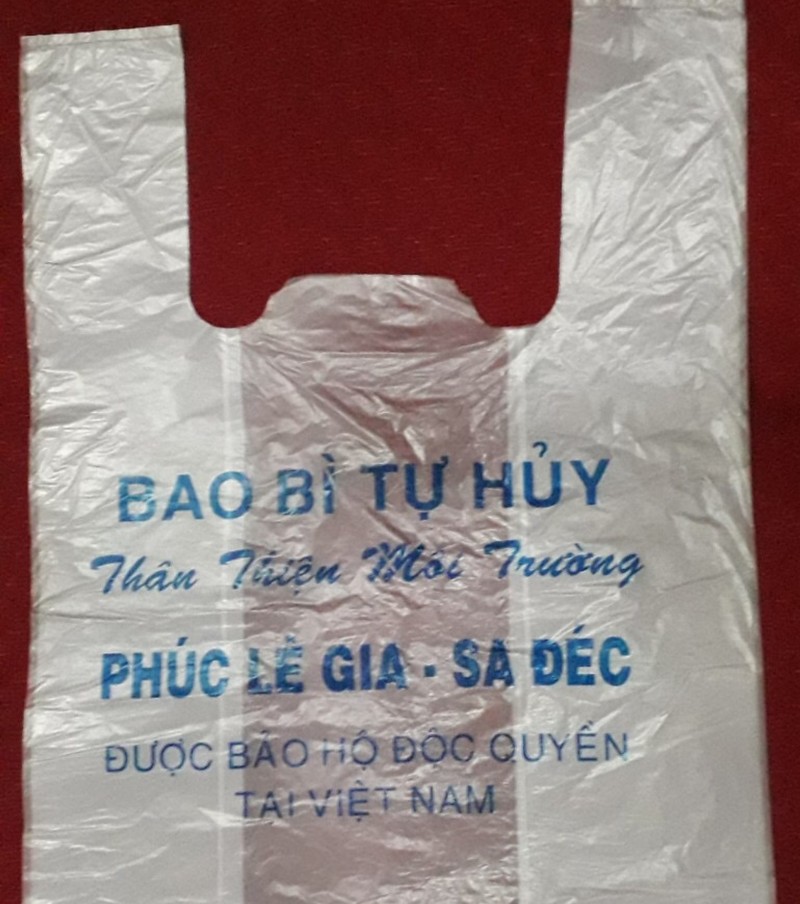 BAO BÌ TỰ HỦY
Thân Thiện Môi Trường
PHÚC LÊ GIA - SA ĐÉC
ĐƯỢC BẢO HỘ ĐỘC QUYỀN
TẠI VIỆT NAM